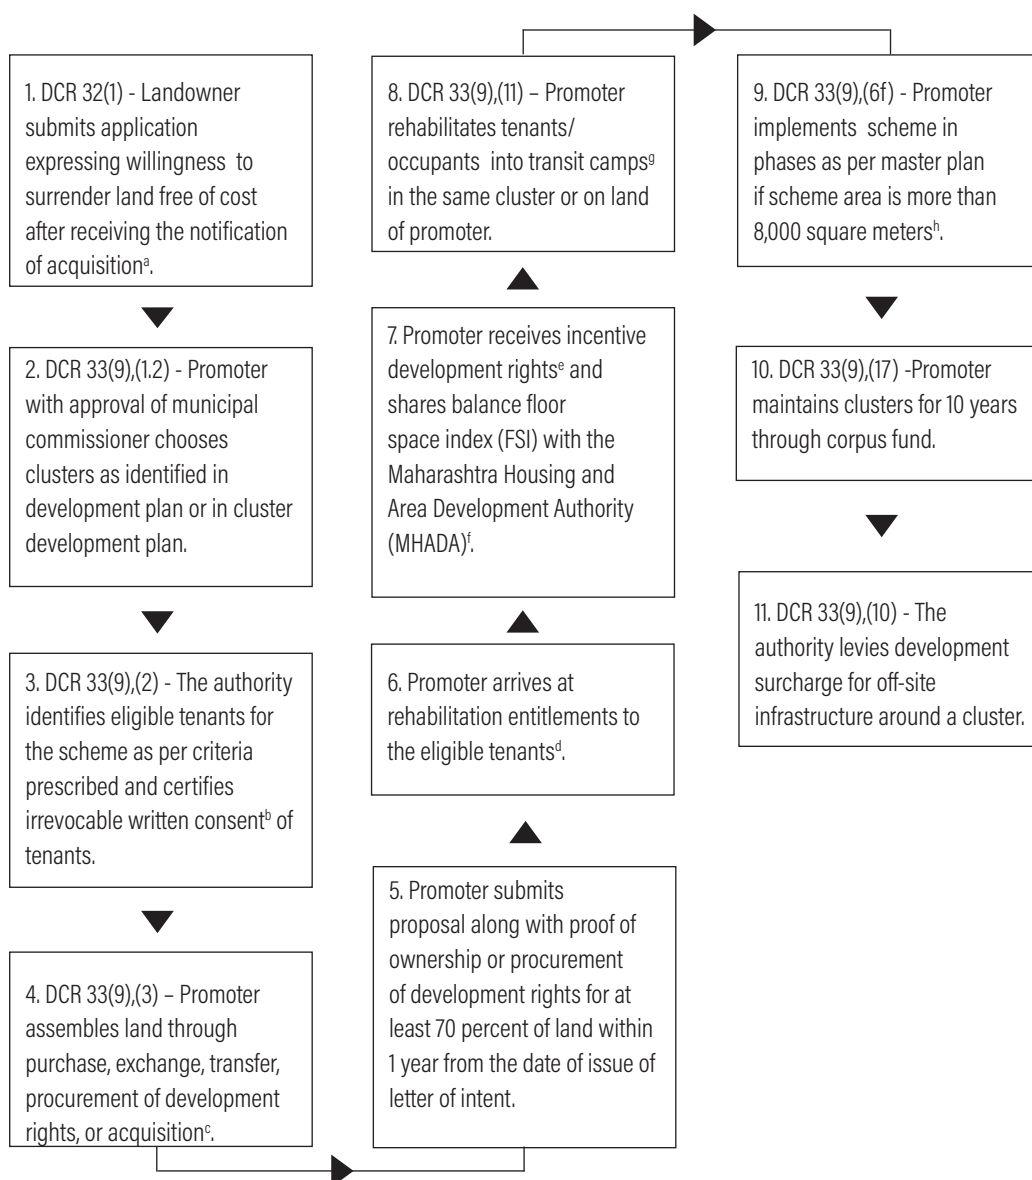 1. DCR 32(1) - Landowner
submits application
expressing willingness to
surrender land free of cost
after receiving the notification
of acquisitionᵃ.
2. DCR 33(9),(1.2) - Promoter
with approval of municipal
commissioner chooses
clusters as identified in
development plan or in cluster
development plan.
3. DCR 33(9),(2) - The authority
identifies eligible tenants for
the scheme as per criteria
prescribed and certifies
irrevocable written consentᵇ of
tenants.
4. DCR 33(9),(3) – Promoter
assembles land through
purchase, exchange, transfer,
procurement of development
rights, or acquisitionᶜ.
5. Promoter submits
proposal along with proof of
ownership or procurement
of development rights for at
least 70 percent of land within
1 year from the date of issue of
letter of intent.
6. Promoter arrives at
rehabilitation entitlements to
the eligible tenantsᵈ.
7. Promoter receives incentive
development rightsᵉ and
shares balance floor
space index (FSI) with the
Maharashtra Housing and
Area Development Authority
(MHADA)ᶠ.
8. DCR 33(9),(11) – Promoter
rehabilitates tenants/
occupants into transit campsᵍ
in the same cluster or on land
of promoter.
9. DCR 33(9),(6f) - Promoter
implements scheme in
phases as per master plan
if scheme area is more than
8,000 square metersʰ.
10. DCR 33(9),(17) -Promoter
maintains clusters for 10 years
through corpus fund.
11. DCR 33(9),(10) - The
authority levies development
surcharge for off-site
infrastructure around a cluster.